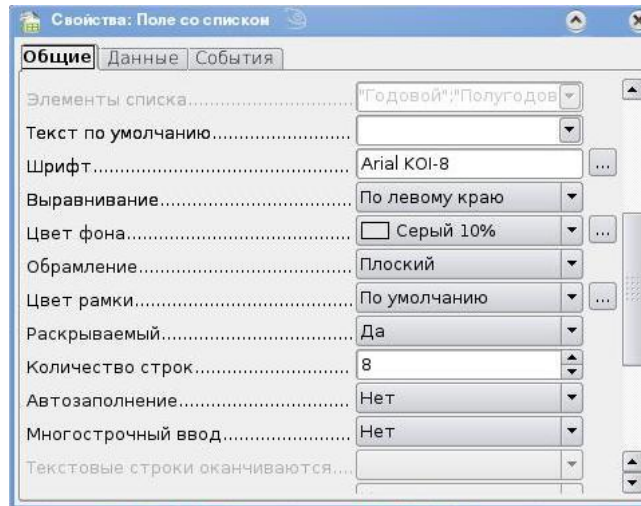 Свойства: Поле со списком
Общие Данные События
Элементы списка "Годовой";"Полугодов
Текст по умолчанию
Шрифт Arial KOI-8 ...
Выравнивание По левому краю
Цвет фона Серый 10% ...
Обрамление Плоский
Цвет рамки По умолчанию ...
Раскрываемый Да
Количество строк 8
Автозаполнение Нет
Многострочный ввод Нет
Текстовые строки оканчиваются